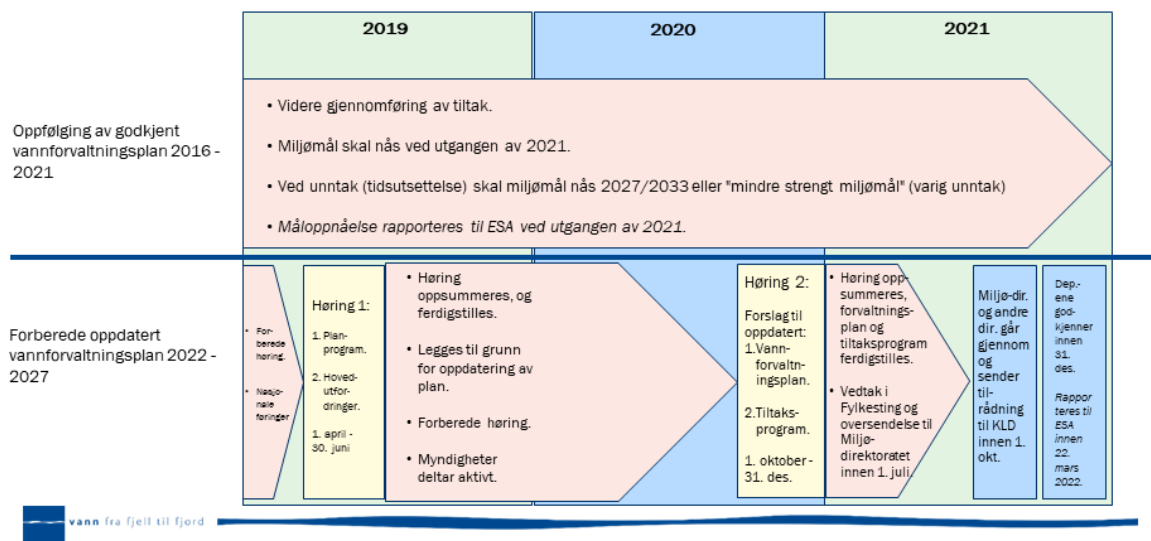 2019
2020
2021
Oppfølging av godkjent
vannforvaltningsplan 2016 -
2021
• Videre gjennomføring av tiltak.
• Miljømål skal nås ved utgangen av 2021.
• Ved unntak (tidsutsettelse) skal miljømål nås 2027/2033 eller "mindre strengt miljømål" (varig unntak)
• Måloppnåelse rapporteres til ESA ved utgangen av 2021.
Forberede oppdatert
vannforvaltningsplan 2022 -
2027
• For-
berede
høring.
• Nasjo-
nale
føringer
Høring 1:
1. Plan-
program.
2. Hoved-
utfor-
dringer.
1. april -
30. juni
• Høring
oppsummeres, og
ferdigstilles.
• Legges til grunn
for oppdatering av
plan.
• Forberede høring.
• Myndigheter
deltar aktivt.
Høring 2:
Forslag til
oppdatert:
1.Vann-
forvalt-
ningsplan.
2.Tiltaks-
program.
1. oktober -
31. des.
• Høring opp-
summeres,
forvaltnings-
plan og
tiltaksprogram
ferdigstilles.
• Vedtak i
Fylkesting og
oversendelse til
Miljø-
direktoratet
innen 1. juli.
Miljø-dir.
og andre
dir. går
gjennom
og
sender
til-
rådning
til KLD
innen 1.
okt.
Dep.-
ene
god-
kjenner
innen
31.
des.
Rappor
teres til
ESA
innen
22.
mars
2022.
vann fra fjell til fjord